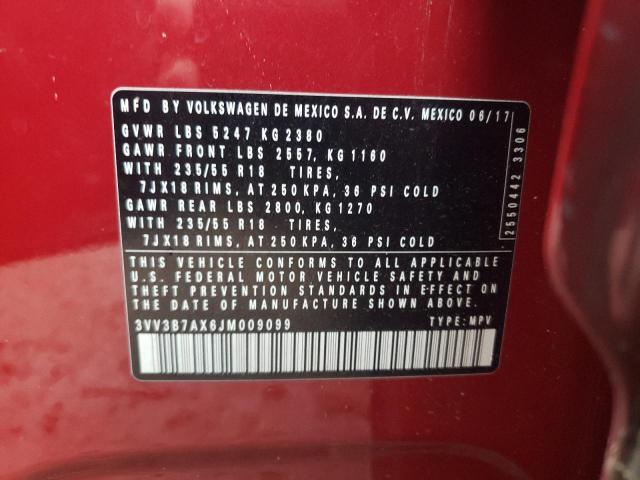 MFD BY VOLKSWAGEN DE MEXICO S.A. DE C.V. MEXICO 06/17
GVWR LBS 5247 KG 2380
GAWR FRONT LBS 2557, KG 1160
WITH 235/55 R18 TIRES,
7JX18 RIMS, AT 250 KPA, 36 PSI COLD
GAWR REAR LBS 2800, KG 1270
WITH 235/55 R18 TIRES,
7JX18 RIMS, AT 250 KPA, 36 PSI COLD
THIS VEHICLE CONFORMS TO ALL APPLICABLE
U.S. FEDERAL MOTOR VEHICLE SAFETY AND
THEFT PREVENTION STANDARDS IN EFFECT ON
THE DATE OF MANUFACTURE SHOWN ABOVE.
3VV3B7AX6JM009099 TYPE: MPV
2550442 3306